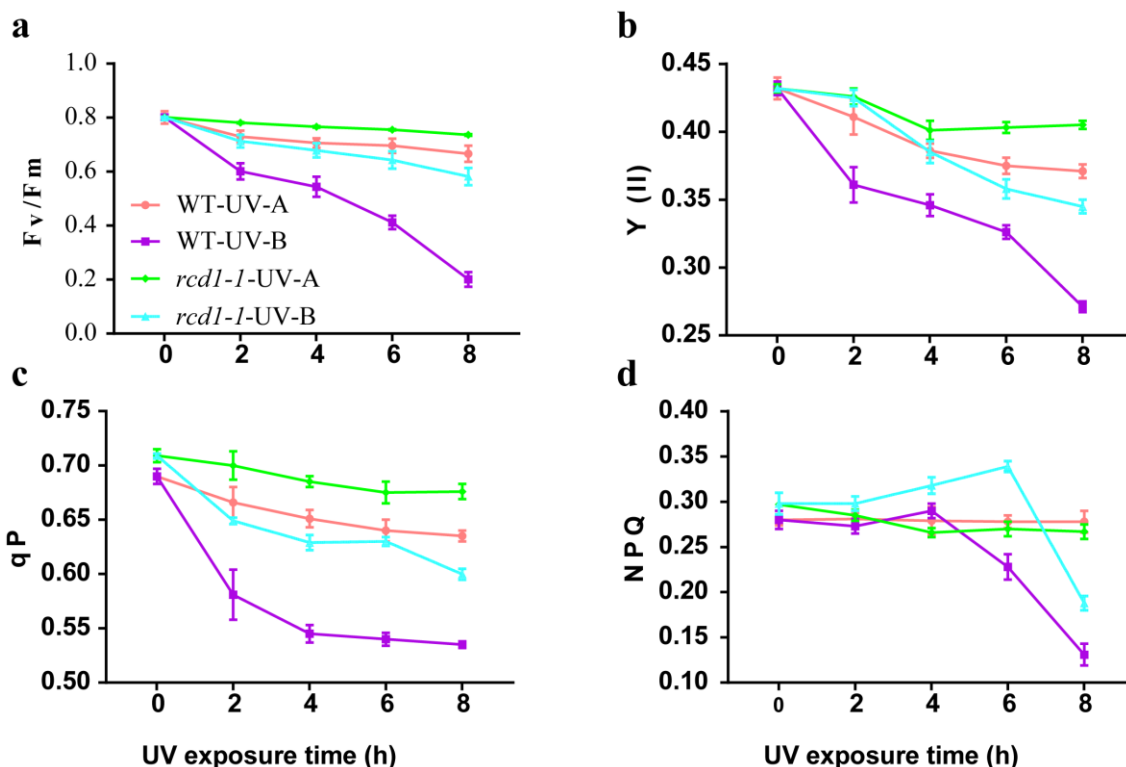 a
Fv/Fm
1.0
0.8
0.6
0.4
0.2
0.0
WT-UV-A
WT-UV-B
rcd1-1-UV-A
rcd1-1-UV-B
0 2 4 6 8
b
Y (II)
0.45
0.40
0.35
0.30
0.25
0 2 4 6 8
c
qP
0.75
0.70
0.65
0.60
0.55
0.50
0 2 4 6 8
UV exposure time (h)
d
NPQ
0.40
0.35
0.30
0.25
0.20
0.15
0.10
0 2 4 6 8
UV exposure time (h)